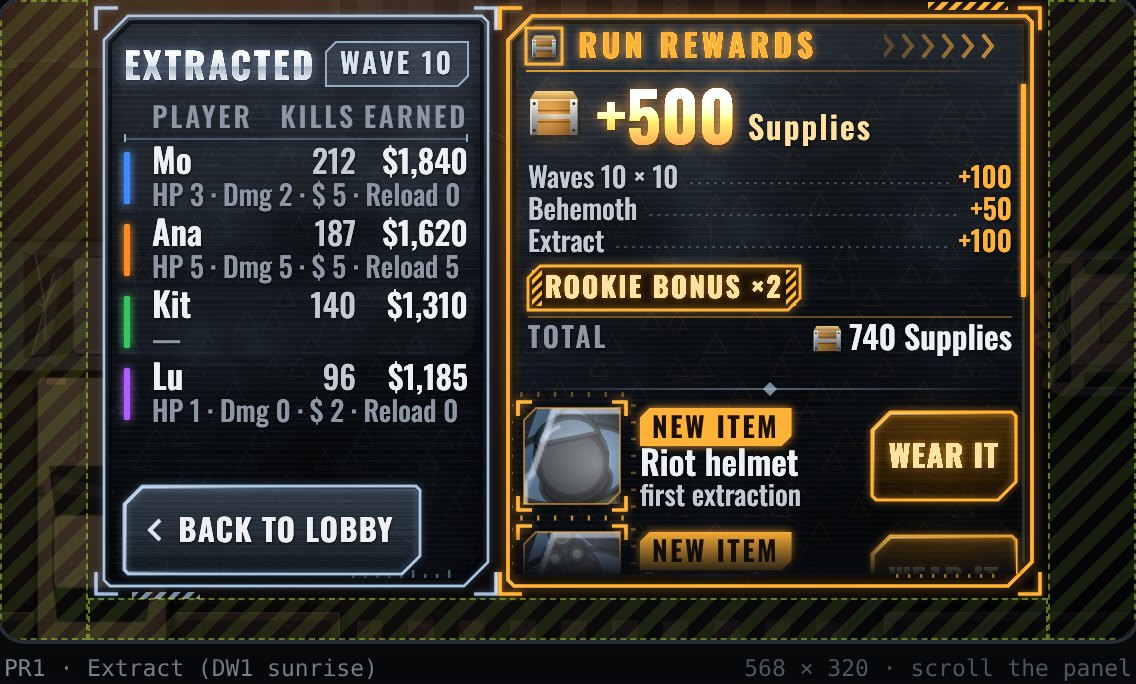 EXTRACTED WAVE 10
PLAYER KILLS EARNED
Mo 212 $1,840
HP 3 · Dmg 2 · $ 5 · Reload 0
Ana 187 $1,620
HP 5 · Dmg 5 · $ 5 · Reload 5
Kit 140 $1,310
—
Lu 96 $1,185
HP 1 · Dmg 0 · $ 2 · Reload 0
BACK TO LOBBY
RUN REWARDS
+500 Supplies
Waves 10 × 10 +100
Behemoth +50
Extract +100
ROOKIE BONUS ×2
TOTAL 740 Supplies
NEW ITEM
Riot helmet
first extraction
WEAR IT
NEW ITEM
WEAR IT
PR1 · Extract (DW1 sunrise)
568 × 320 · scroll the panel